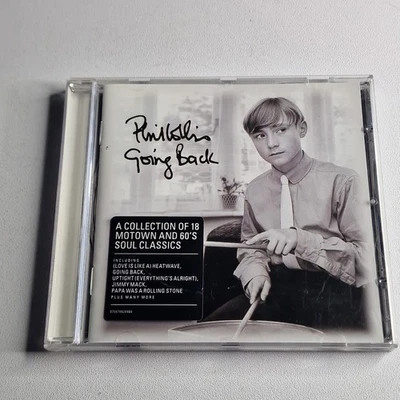 Phil Collins
Going Back
A COLLECTION OF 18
MOTOWN AND 60'S
SOUL CLASSICS
INCLUDING
(LOVE IS LIKE A) HEATWAVE,
GOING BACK,
UPTIGHT (EVERYTHING'S ALRIGHT),
JIMMY MACK,
PAPA WAS A ROLLING STONE
PLUS MANY MORE